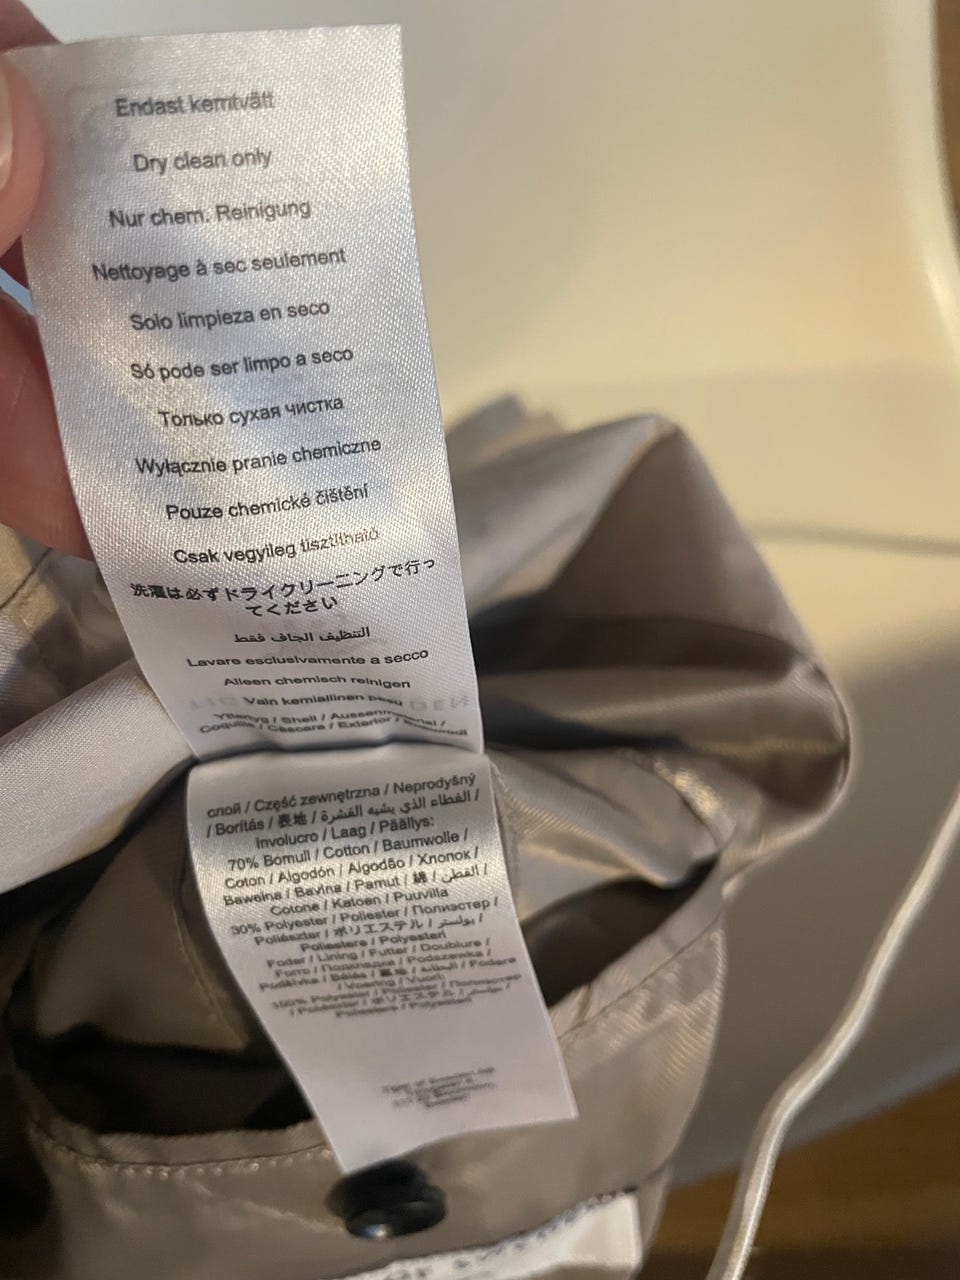 Endast kemtvätt
Dry clean only
Nur chem. Reinigung
Nettoyage à sec seulement
Solo limpieza en seco
Só pode ser limpo a seco
Только сухая чистка
Wyłącznie pranie chemiczne
Pouze chemické čištění
Csak vegyileg tisztítható
洗濯は必ずドライクリーニングで行っ
てください
التنظيف الجاف فقط
Lavare esclusivamente a secco
Alleen chemisch reinigen
Vain kemiallinen pesu
Yttertyg / Shell /
Coquille / Cáscara / Exterior /
слой / Część zewnętrzna / Neprodyšný
/ Borítás / 表地 / الغطاء الذي يشبه القشرة /
Involucro / Laag / Päällys:
70% Bomull / Cotton / Baumwolle /
Coton / Algodón / Algodão / Хлопок /
Bawełna / Bavlna / Pamut / 綿 / القطن /
Cotone / Katoen / Puuvilla
30% Polyester / Poliester / Полиэстер /
Poliészter / ポリエステル / بوليستر /
Poliestere / Polyesteri
Foder / Lining / Futter / Doublure /
Forro / Подкладка / Podszewka /
Podšívka / Bélés / 裏地 / البطانة / Fodera
/ Voering / Vuori:
100% Polyester / Poliester / Полиэстер
/ Poliészter / ポリエステル / بوليستر /
Poliestere / Polyesteri
Sweden